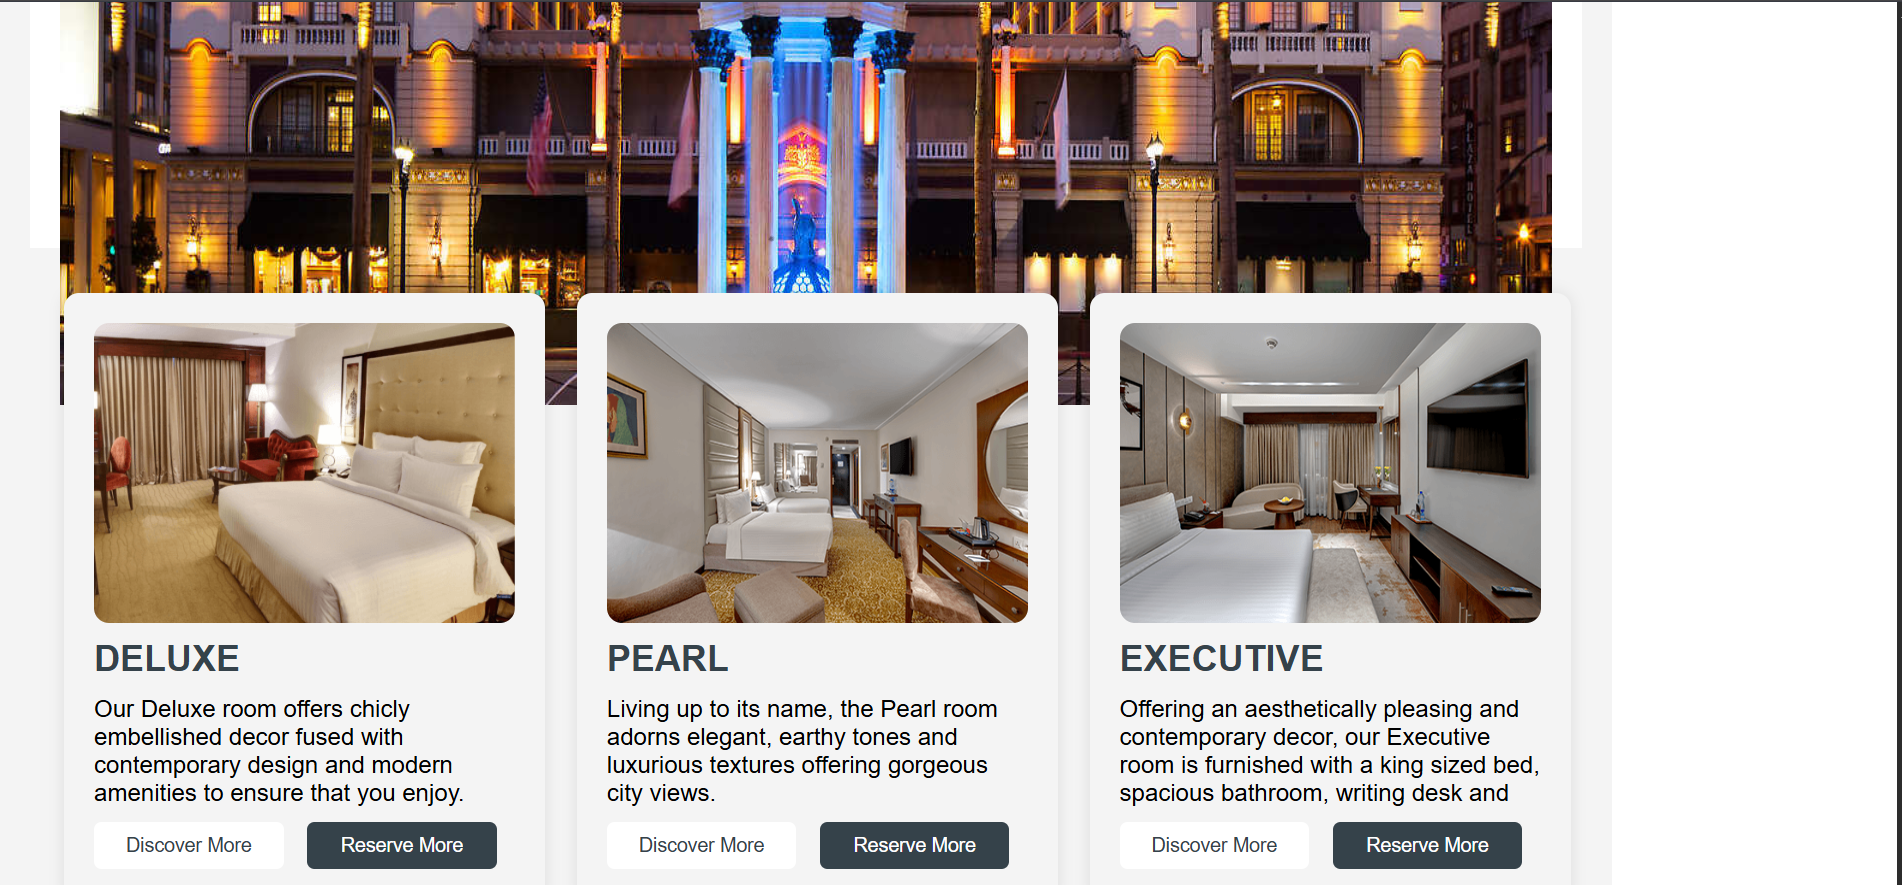 DELUXE
Our Deluxe room offers chicly
embellished decor fused with
contemporary design and modern
amenities to ensure that you enjoy.
Discover More
Reserve More
PEARL
Living up to its name, the Pearl room
adorns elegant, earthy tones and
luxurious textures offering gorgeous
city views.
Discover More
Reserve More
EXECUTIVE
Offering an aesthetically pleasing and
contemporary decor, our Executive
room is furnished with a king sized bed,
spacious bathroom, writing desk and
Discover More
Reserve More